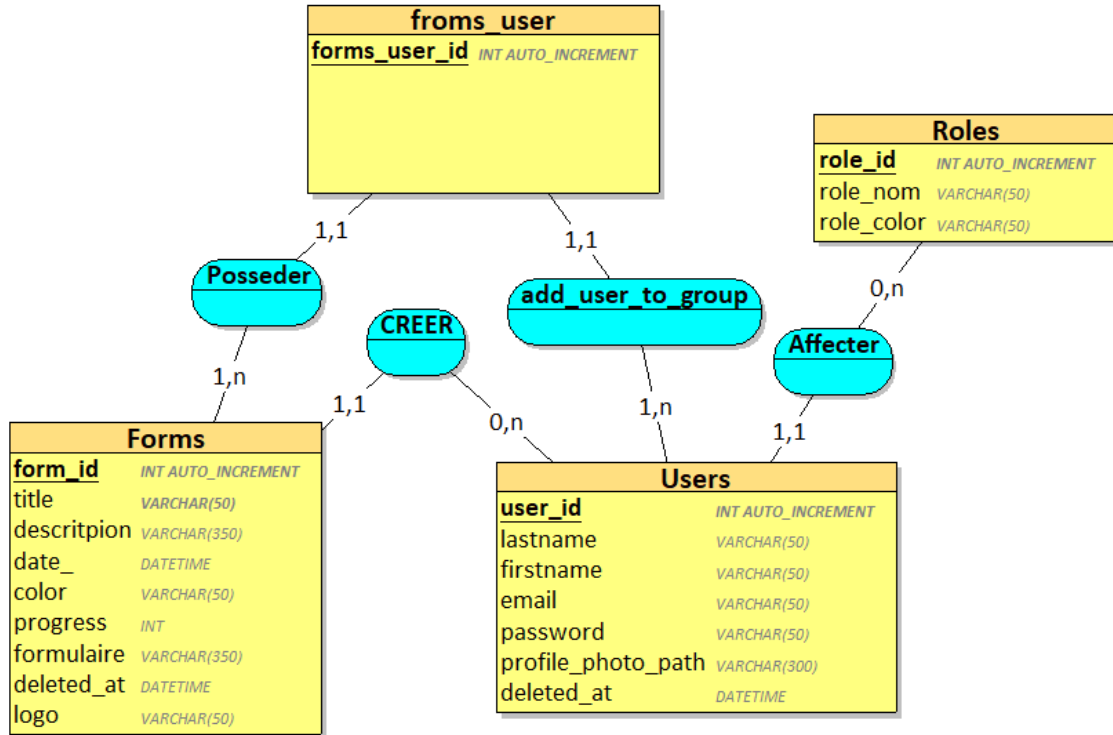 froms_user
forms_user_id INT AUTO_INCREMENT
Roles
role_id INT AUTO_INCREMENT
role_nom VARCHAR(50)
role_color VARCHAR(50)
1,1
1,1
Posseder
add_user_to_group
0,n
CREER
Affecter
1,n
1,1
0,n
1,n
1,1
Forms
form_id INT AUTO_INCREMENT
title VARCHAR(50)
descritpion VARCHAR(350)
date_ DATETIME
color VARCHAR(50)
progress INT
formulaire VARCHAR(350)
deleted_at DATETIME
logo VARCHAR(50)
Users
user_id INT AUTO_INCREMENT
lastname VARCHAR(50)
firstname VARCHAR(50)
email VARCHAR(50)
password VARCHAR(50)
profile_photo_path VARCHAR(300)
deleted_at DATETIME